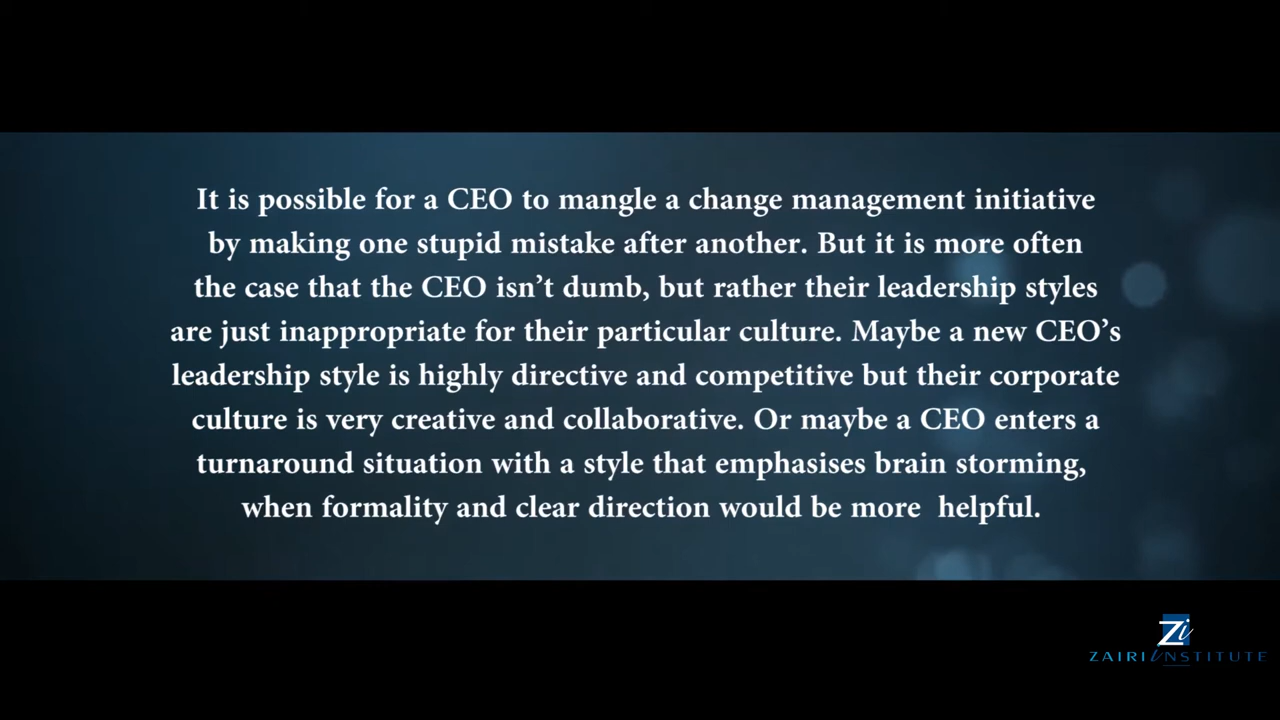 It is possible for a CEO to mangle a change management initiative
by making one stupid mistake after another. But it is more often
the case that the CEO isn’t dumb, but rather their leadership styles
are just inappropriate for their particular culture. Maybe a new CEO’s
leadership style is highly directive and competitive but their corporate
culture is very creative and collaborative. Or maybe a CEO enters a
turnaround situation with a style that emphasises brain storming,
when formality and clear direction would be more  helpful.
Zi
ZAIRI iNSTITUTE